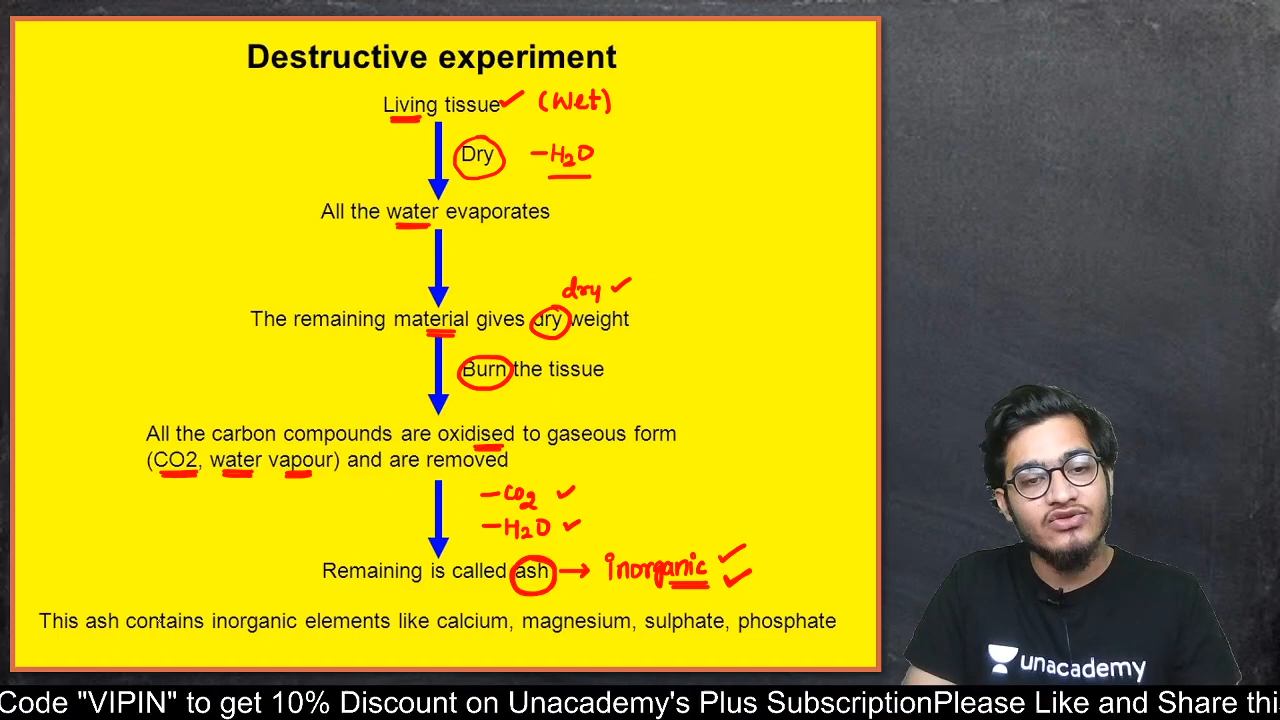 Destructive experiment
Living tissue (Wet)
Dry -H2O
All the water evaporates
dry
The remaining material gives dry weight
Burn the tissue
All the carbon compounds are oxidised to gaseous form
(CO2, water vapour) and are removed
-CO2
-H2O
Remaining is called ash → inorganic
This ash contains inorganic elements like calcium, magnesium, sulphate, phosphate
unacademy
Code "VIPIN" to get 10% Discount on Unacademy's Plus SubscriptionPlease Like and Share thi